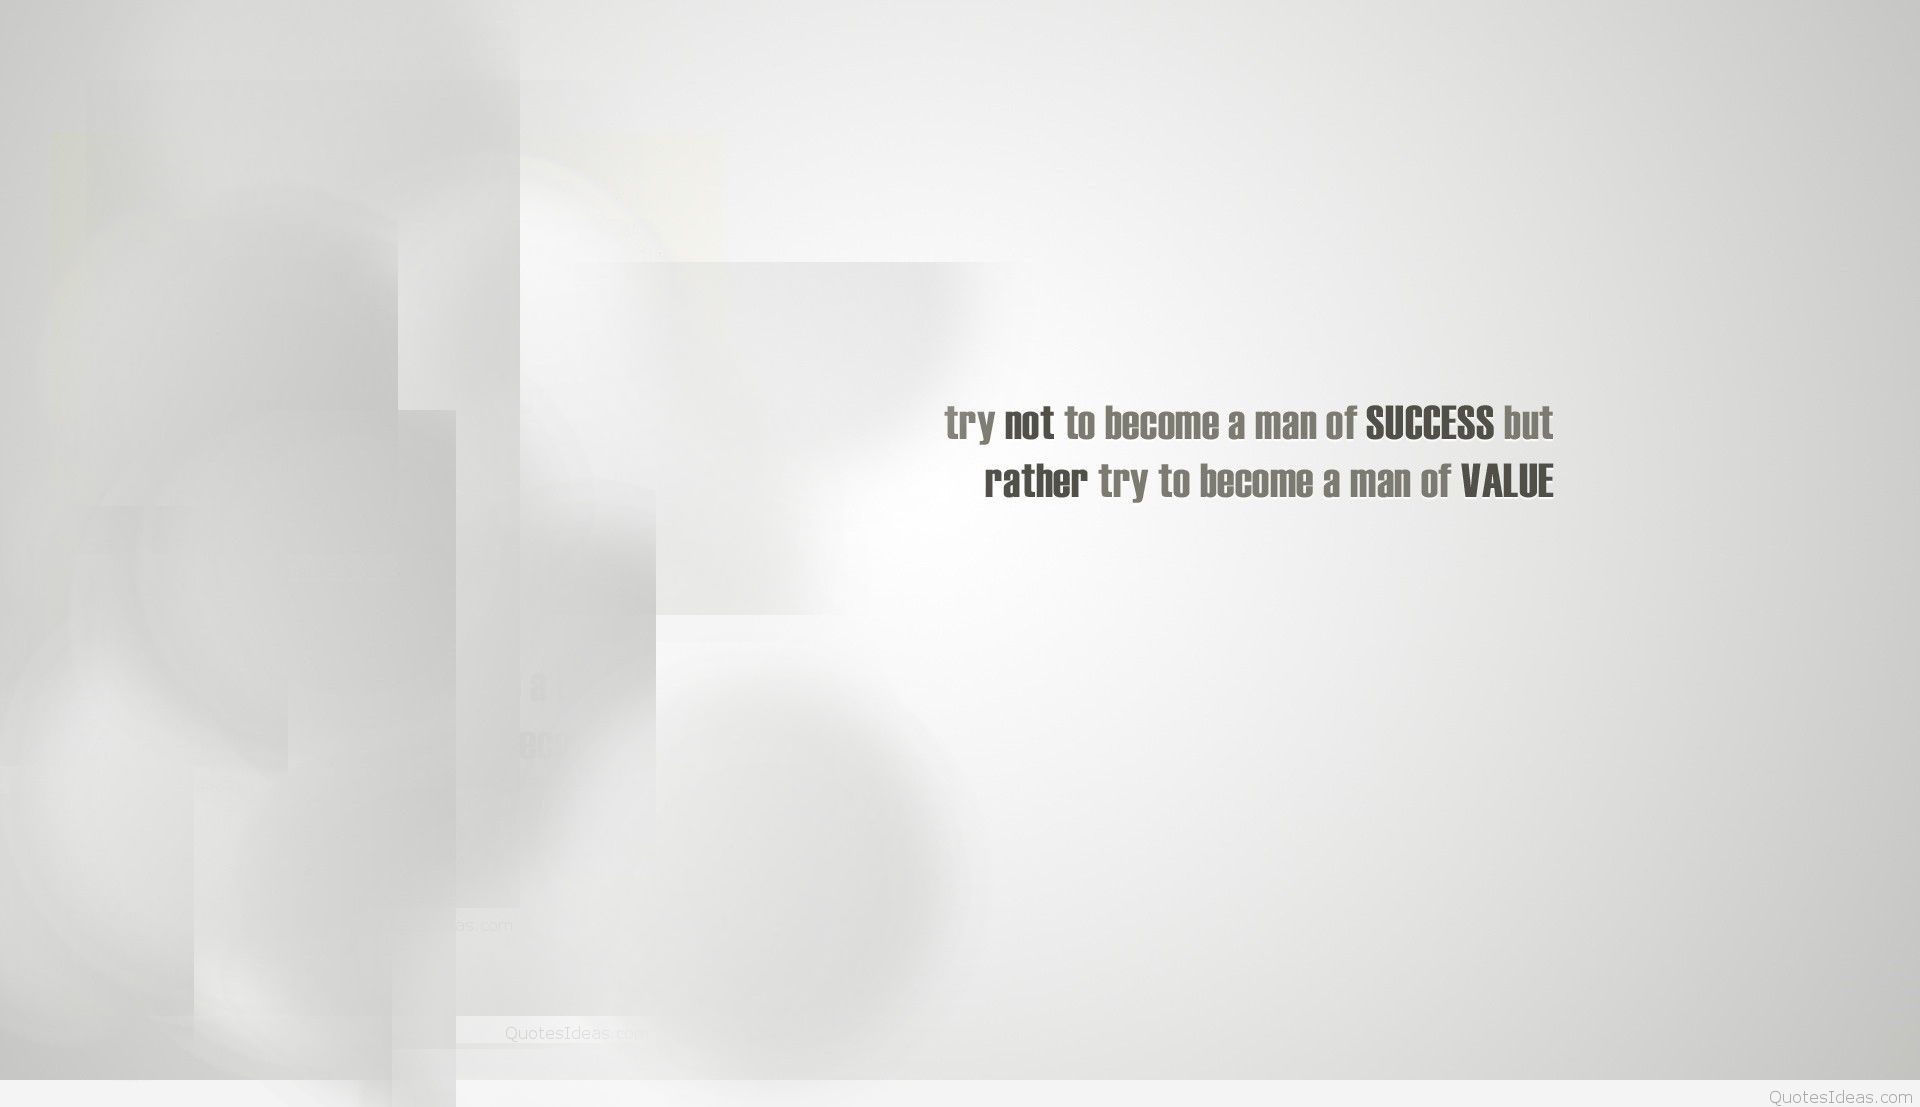 try not to become a man of SUCCESS but
rather try to become a man of VALUE
QuotesIdeas.com
QuotesIdeas.com